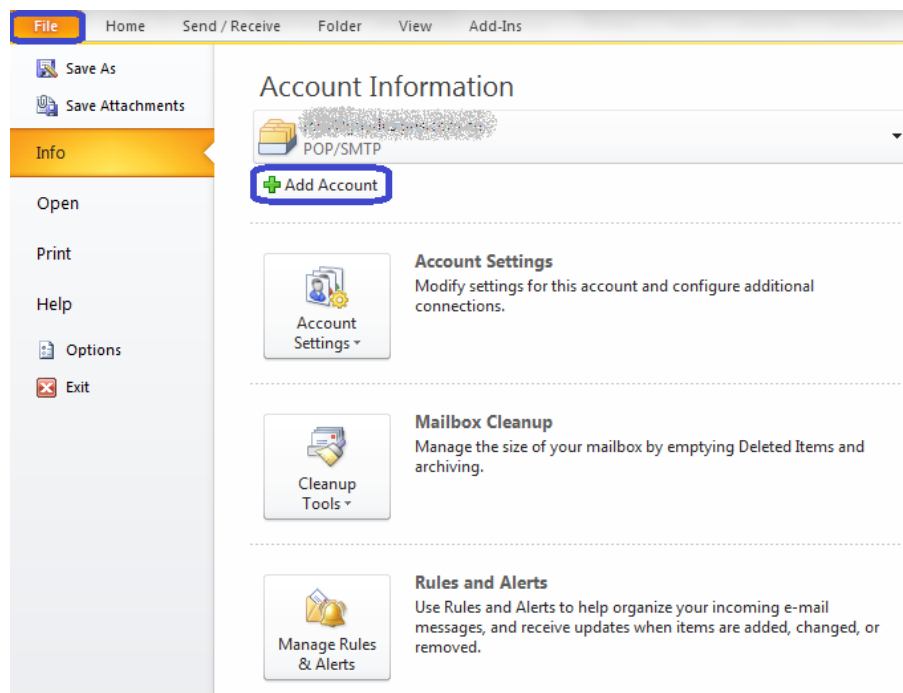 File Home Send / Receive Folder View Add-Ins
Save As
Save Attachments
Info
Open
Print
Help
Options
Exit
Account Information
POP/SMTP
Add Account
Account
Settings
Account Settings
Modify settings for this account and configure additional
connections.
Cleanup
Tools
Mailbox Cleanup
Manage the size of your mailbox by emptying Deleted Items and
archiving.
Manage Rules
& Alerts
Rules and Alerts
Use Rules and Alerts to help organize your incoming e-mail
messages, and receive updates when items are added, changed, or
removed.